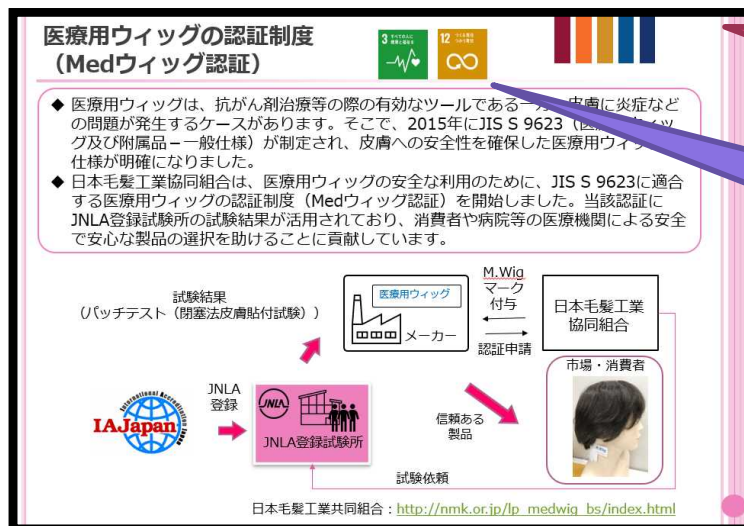 医療用ウィッグの認証制度
（Medウィッグ認証）
3 すべての人に
健康と福祉を
12 つくる責任
つかう責任
◆ 医療用ウィッグは、抗がん剤治療等の際の有効なツールである一方、皮膚に炎症など
の問題が発生するケースがあります。そこで、2015年にJIS S 9623（医療用ウィッ
グ及び附属品－一般仕様）が制定され、皮膚への安全性を確保した医療用ウィッグ
仕様が明確になりました。
◆ 日本毛髪工業協同組合は、医療用ウィッグの安全な利用のために、JIS S 9623に適合
する医療用ウィッグの認証制度（Medウィッグ認証）を開始しました。当該認証に
JNLA登録試験所の試験結果が活用されており、消費者や病院等の医療機関による安全
で安心な製品の選択を助けることに貢献しています。
試験結果
（パッチテスト（閉塞法皮膚貼付試験））
医療用ウィッグ
メーカー
M.Wig
マーク
付与
認証申請
日本毛髪工業
協同組合
市場・消費者
International Accreditation Japan
IAJapan
JNLA
登録
JNLA
JNLA登録試験所
信頼ある
製品
試験依頼
日本毛髪工業共同組合：http://nmk.or.jp/lp_medwig_bs/index.html